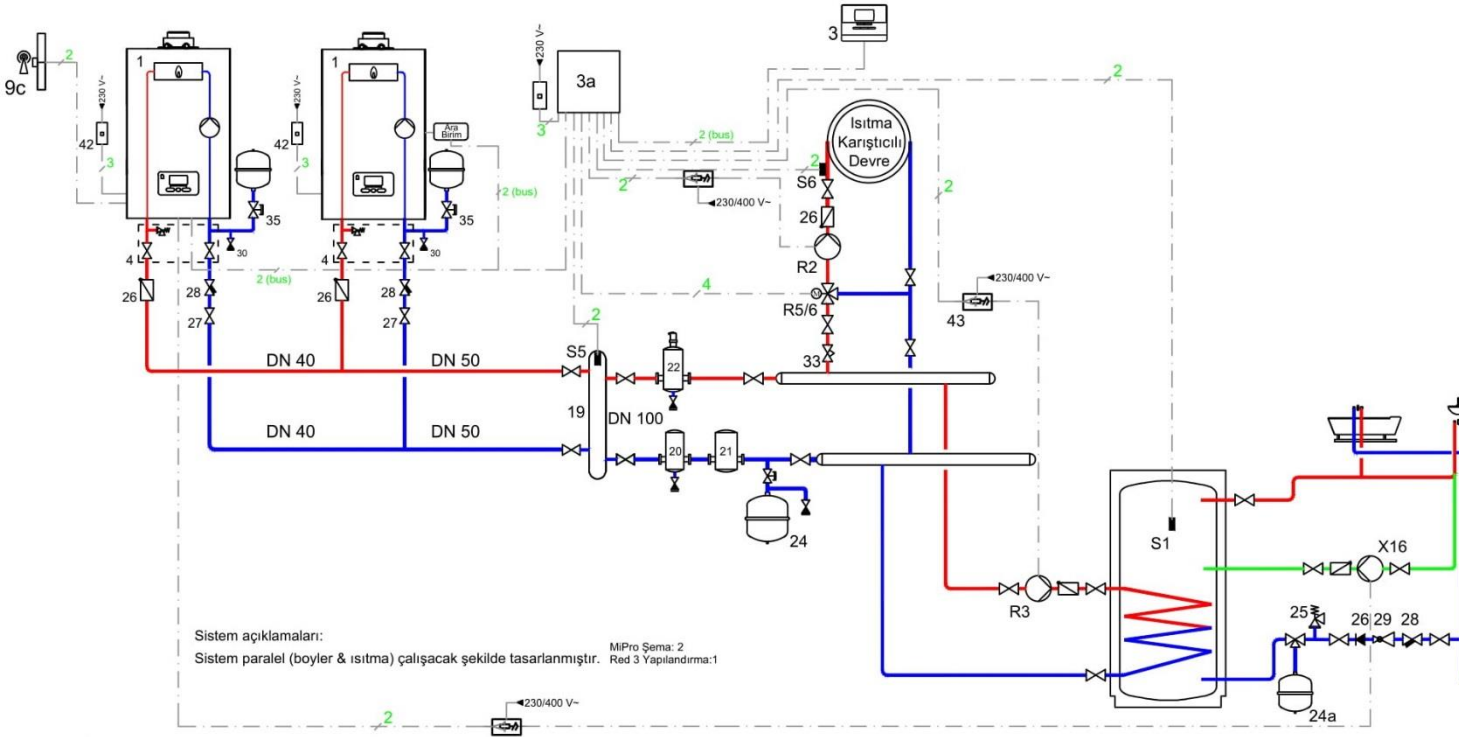 9c
2
230 V~
42
3
1
35
30
4
26
28
27
2 (bus)
230 V~
42
3
1
Ara
Birim
35
30
4
26
28
27
2 (bus)
DN 40
DN 50
DN 40
DN 50
230 V~
3
3a
3
2 (bus)
2
2
230/400 V~
2
Isıtma
Karıştıcılı
Devre
S6
26
R2
4
M
R5/6
33
2
230/400 V~
43
2
S5
19
DN 100
22
20
21
24
S1
R3
X16
25
26
29
28
24a
Sistem açıklamaları:
Sistem paralel (boyler & ısıtma) çalışacak şekilde tasarlanmıştır.
MiPro Şema: 2
Red 3 Yapılandırma:1
2
230/400 V~